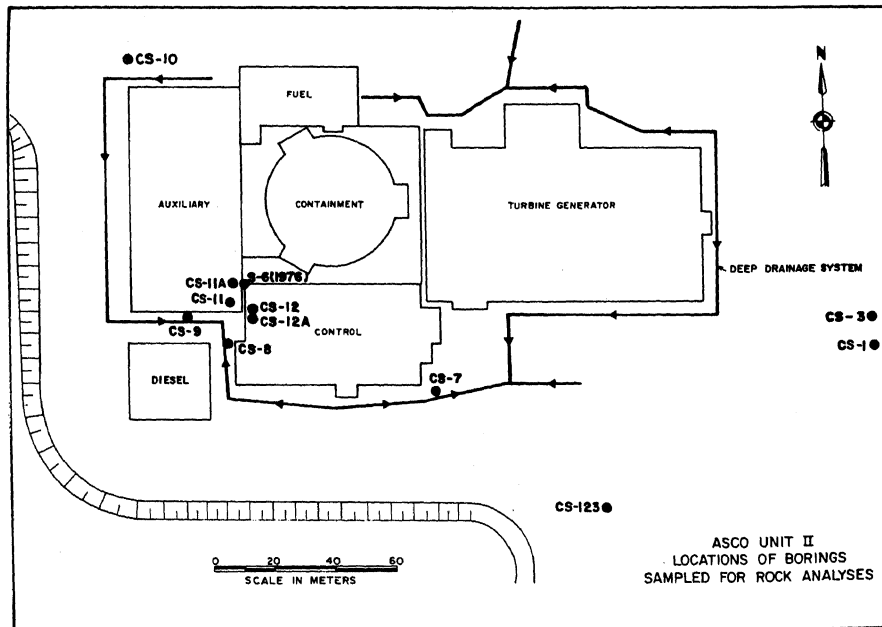 CS-10
N
FUEL
AUXILIARY
CONTAINMENT
TURBINE GENERATOR
DEEP DRAINAGE SYSTEM
CS-11A
S-6(1976)
CS-11
CS-12
CS-12A
CS-9
CONTROL
CS-8
CS-3
CS-1
DIESEL
CS-7
CS-123
0 20 40 60
SCALE IN METERS
ASCO UNIT II
LOCATIONS OF BORINGS
SAMPLED FOR ROCK ANALYSES